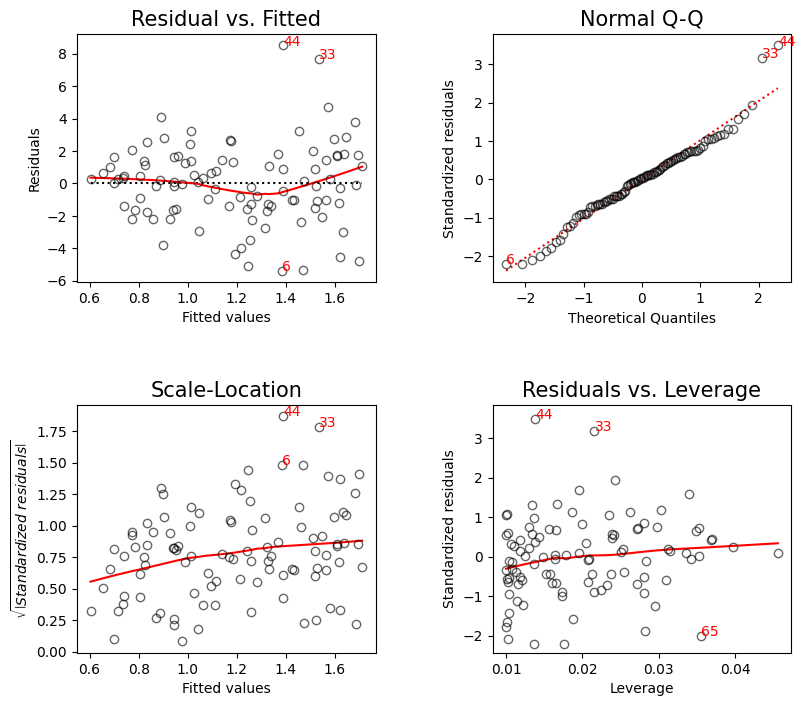 Residual vs. Fitted
Residuals
8
6
4
2
0
−2
−4
−6
44
33
6
0.6 0.8 1.0 1.2 1.4 1.6
Fitted values
Normal Q-Q
Standardized residuals
3
2
1
0
−1
−2
44
33
6
−2 −1 0 1 2
Theoretical Quantiles
Scale-Location
√|Standardized residuals|
1.75
1.50
1.25
1.00
0.75
0.50
0.25
0.00
44
33
6
0.6 0.8 1.0 1.2 1.4 1.6
Fitted values
Residuals vs. Leverage
Standardized residuals
3
2
1
0
−1
−2
44
33
65
0.01 0.02 0.03 0.04
Leverage